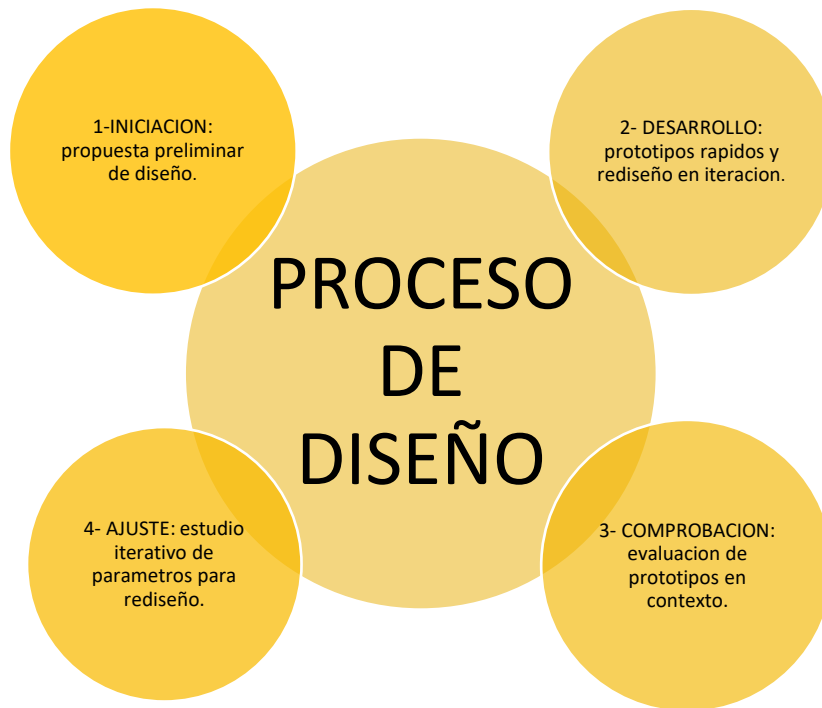 1-INICIACION:
propuesta preliminar
de diseño.
2- DESARROLLO:
prototipos rapidos y
rediseño en iteracion.
PROCESO
DE
DISEÑO
4- AJUSTE: estudio
iterativo de
parametros para
rediseño.
3- COMPROBACION:
evaluacion de
prototipos en
contexto.